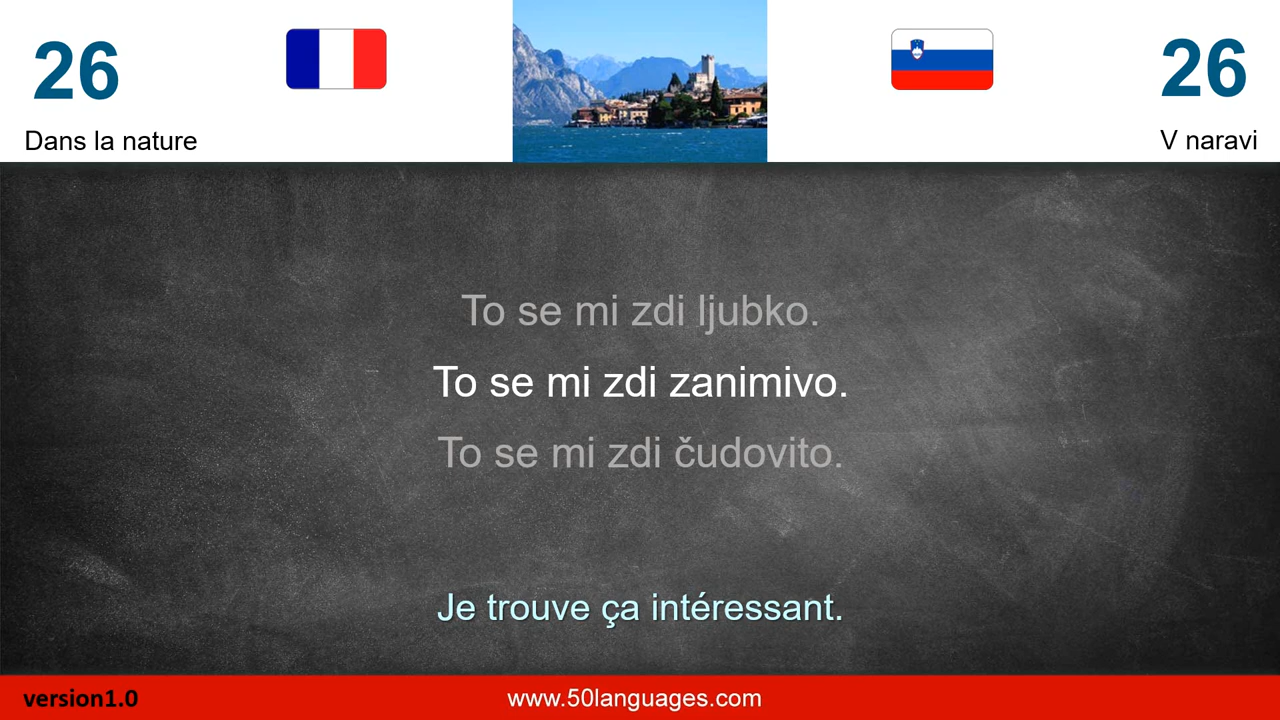 26
26
Dans la nature
V naravi
To se mi zdi ljubko.
To se mi zdi zanimivo.
To se mi zdi čudovito.
Je trouve ça intéressant.
version1.0
www.50languages.com